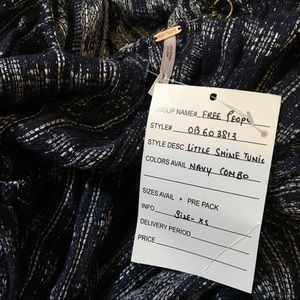 GROUP NAME#. FREE PEOPL
STYLE# OB603813
STYLE DESC LITTLE SHINE TUNIC
COLORS AVAIL NAVY COMBO
SIZES AVAIL + PRE PACK
INFO SIZE-XS
DELIVERY PERIOD
PRICE